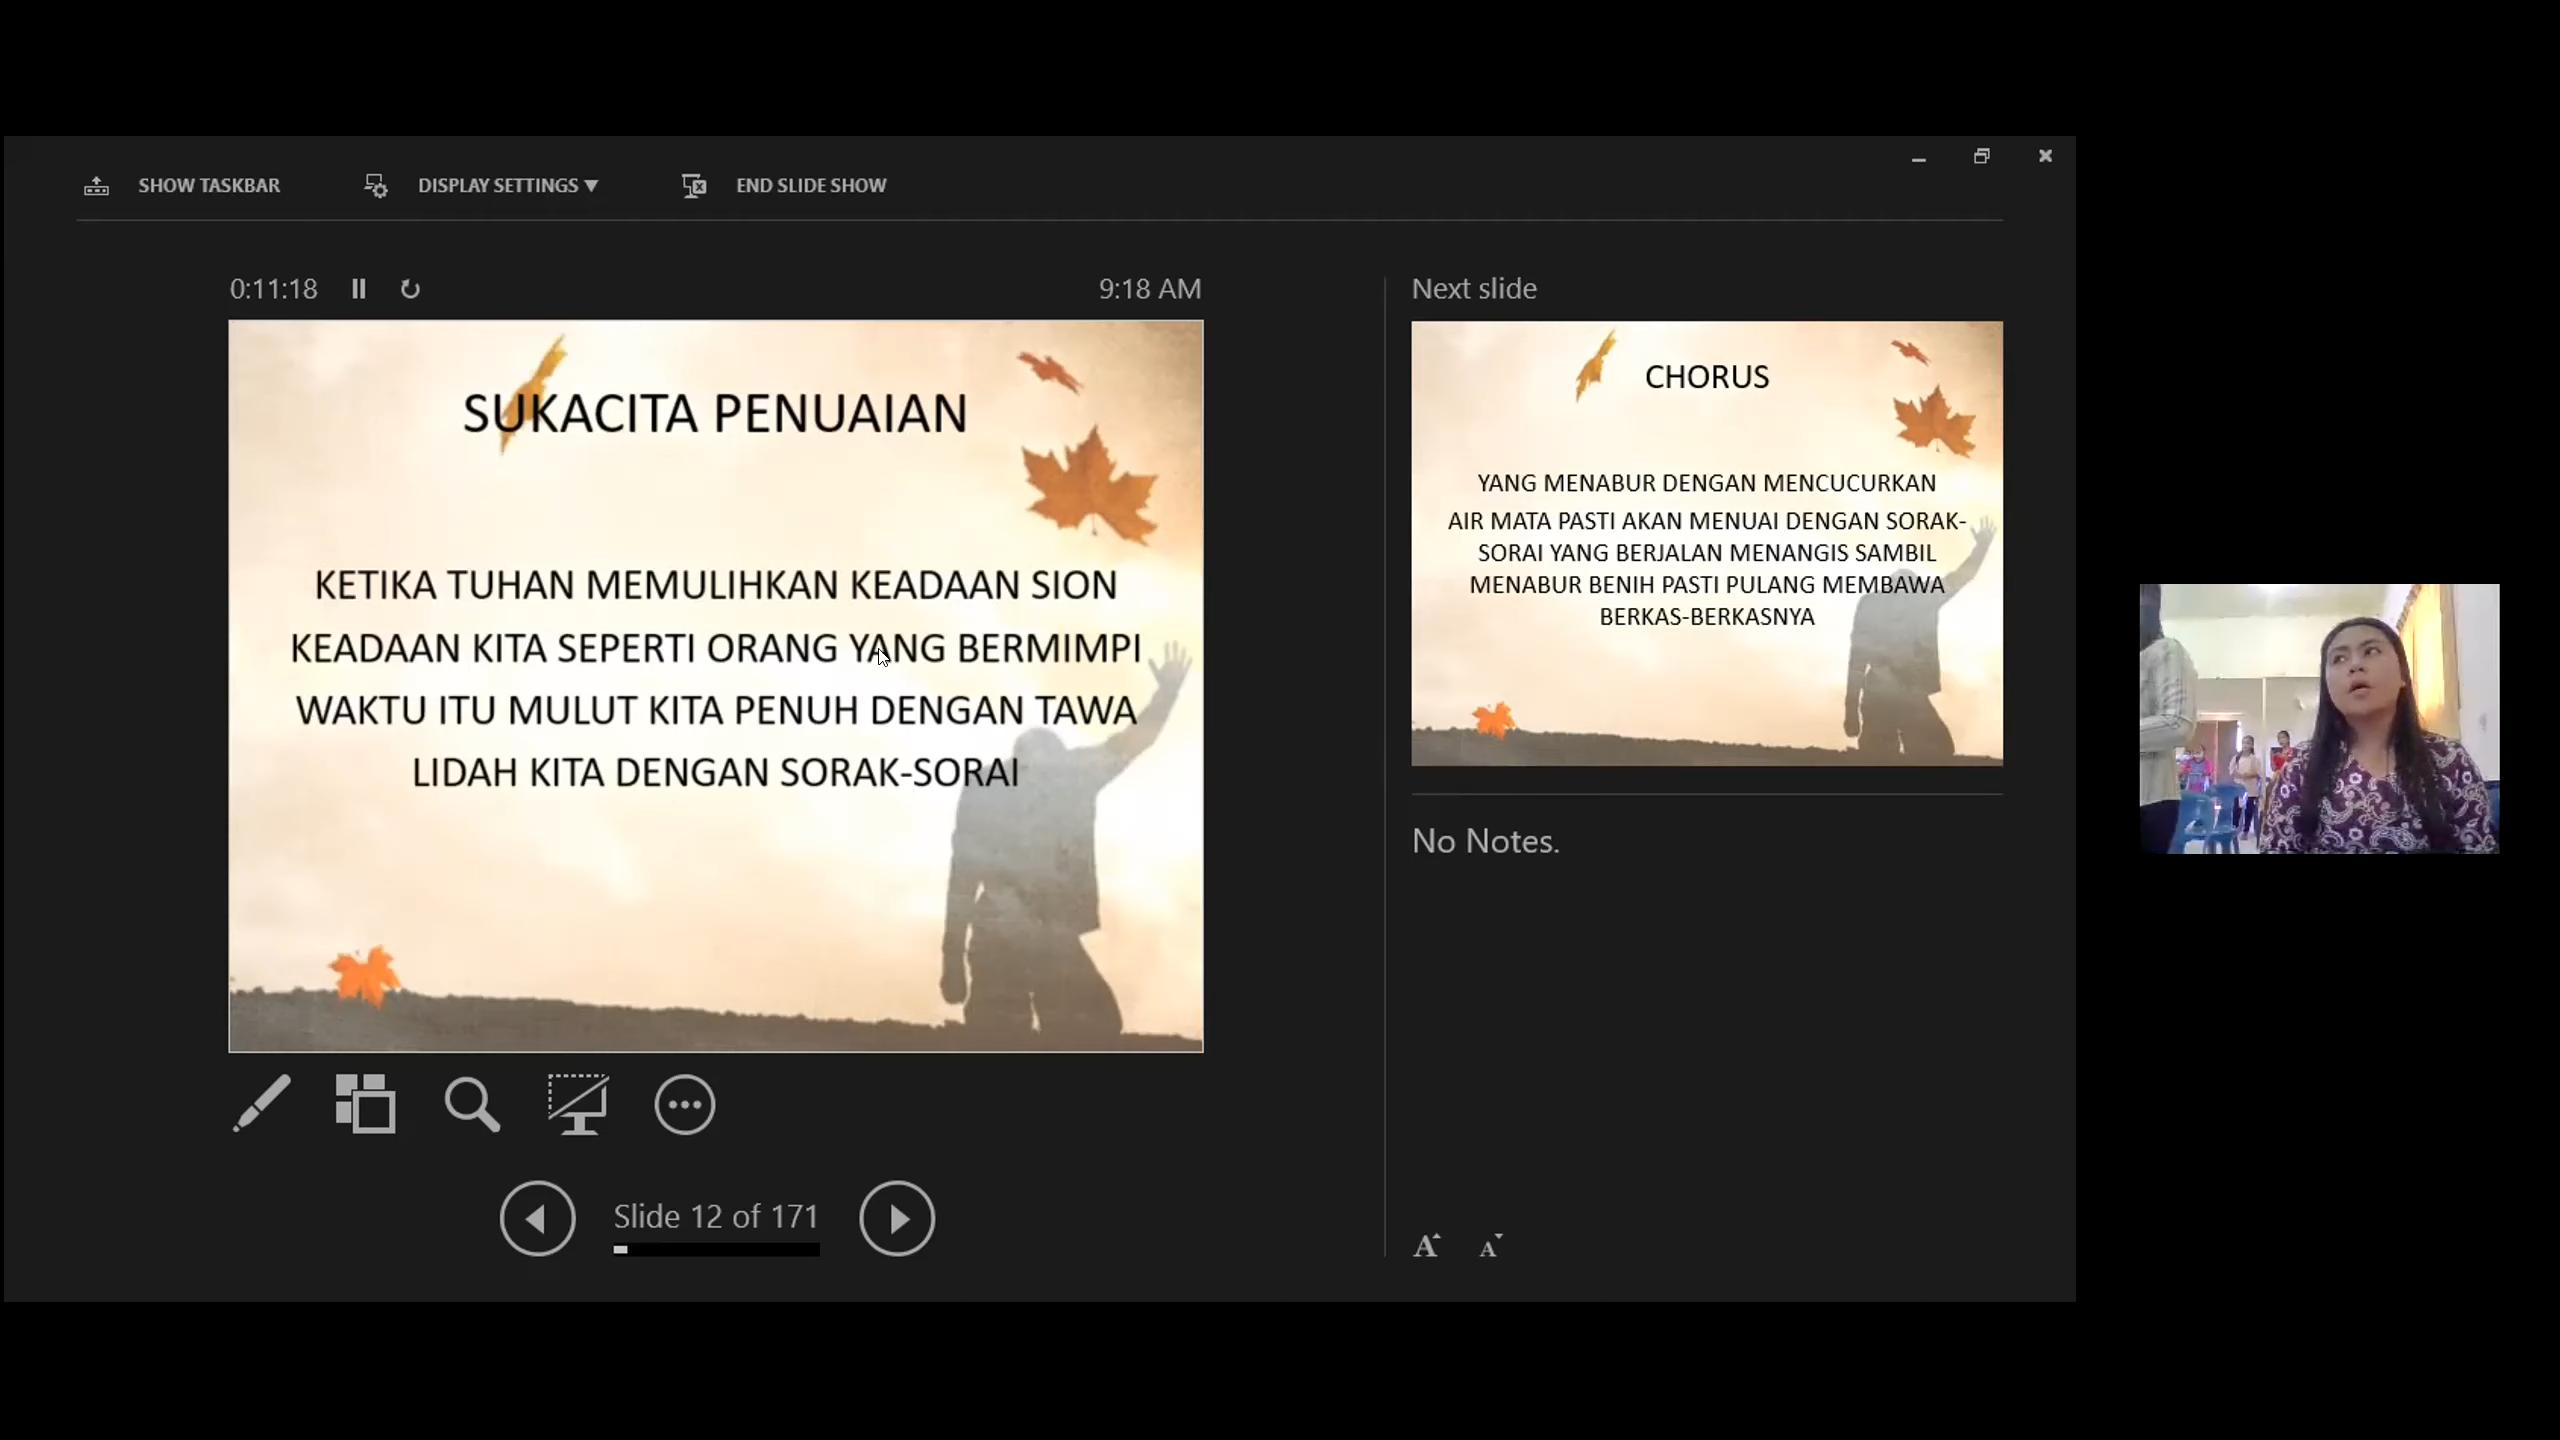 SHOW TASKBAR
DISPLAY SETTINGS ▼
END SLIDE SHOW
0:11:18
9:18 AM
SUKACITA PENUAIAN
KETIKA TUHAN MEMULIHKAN KEADAAN SION
KEADAAN KITA SEPERTI ORANG YANG BERMIMPI
WAKTU ITU MULUT KITA PENUH DENGAN TAWA
LIDAH KITA DENGAN SORAK-SORAI
Slide 12 of 171
Next slide
CHORUS
YANG MENABUR DENGAN MENCUCURKAN
AIR MATA PASTI AKAN MENUAI DENGAN SORAK-
SORAI YANG BERJALAN MENANGIS SAMBIL
MENABUR BENIH PASTI PULANG MEMBAWA
BERKAS-BERKASNYA
No Notes.
A A